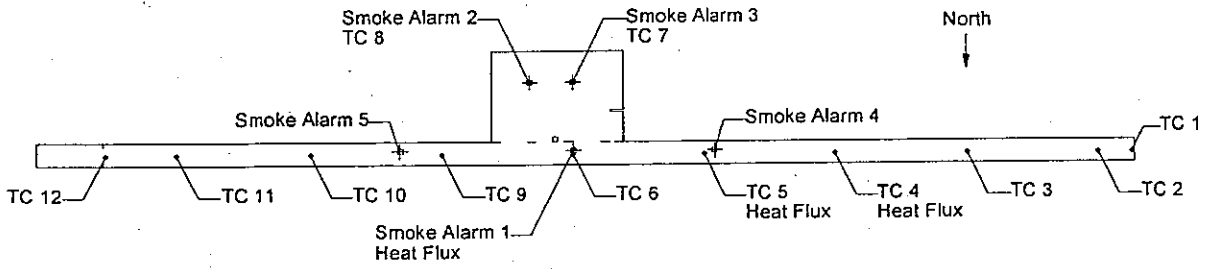 Smoke Alarm 2
TC 8
Smoke Alarm 3
TC 7
North
Smoke Alarm 5
Smoke Alarm 4
TC 1
TC 12
TC 11
TC 10
TC 9
TC 6
TC 5
Heat Flux
TC 4
Heat Flux
TC 3
TC 2
Smoke Alarm 1
Heat Flux